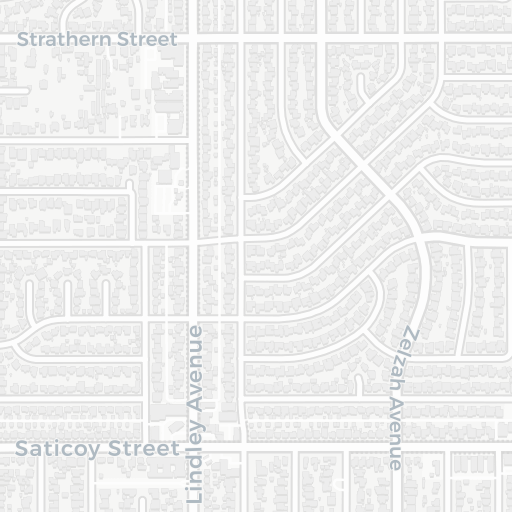 Strathern Street
Zelzah Avenue
Lindley Avenue
Saticoy Street